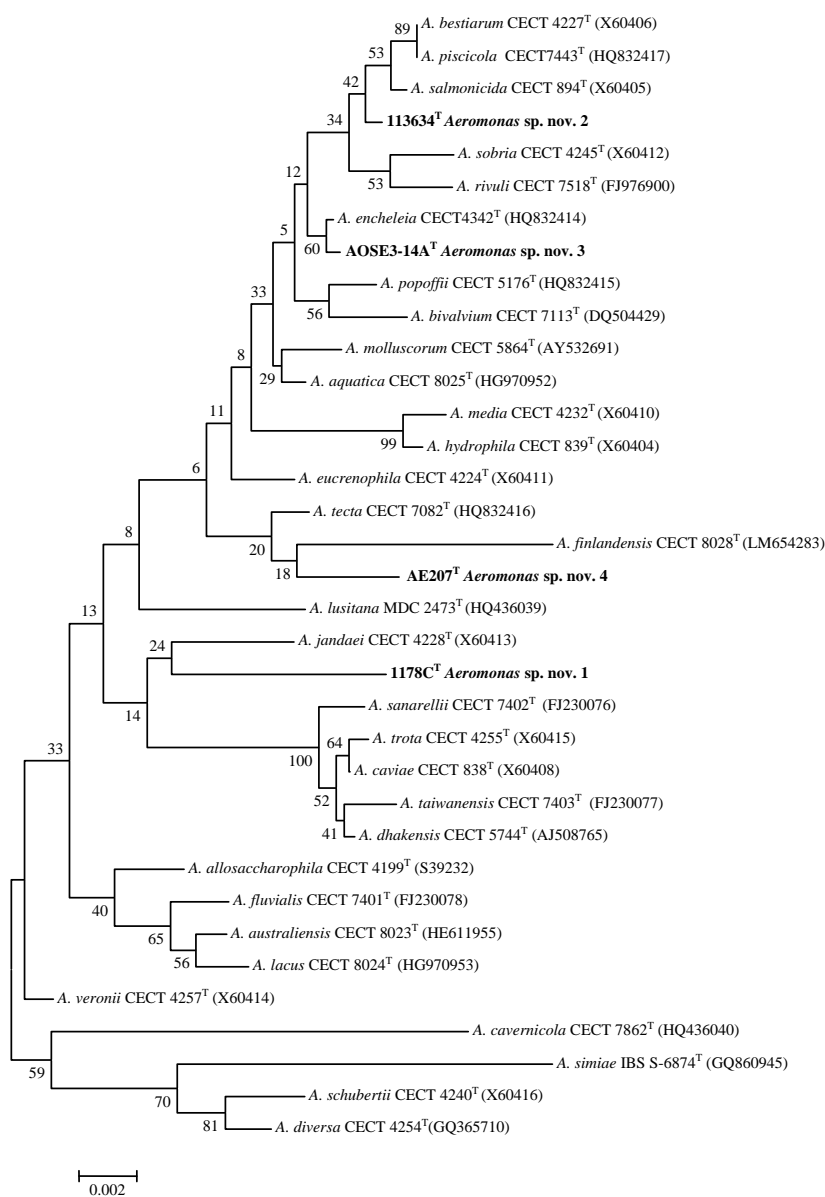 A. bestiarum CECT 4227ᵀ (X60406)
89
A. piscicola CECT7443ᵀ (HQ832417)
53
A. salmonicida CECT 894ᵀ (X60405)
42
113634ᵀ Aeromonas sp. nov. 2
34
A. sobria CECT 4245ᵀ (X60412)
53
A. rivuli CECT 7518ᵀ (FJ976900)
12
A. encheleia CECT4342ᵀ (HQ832414)
5
60
AOSE3-14Aᵀ Aeromonas sp. nov. 3
A. popoffii CECT 5176ᵀ (HQ832415)
33
56
A. bivalvium CECT 7113ᵀ (DQ504429)
A. molluscorum CECT 5864ᵀ (AY532691)
8
29
A. aquatica CECT 8025ᵀ (HG970952)
11
A. media CECT 4232ᵀ (X60410)
99
A. hydrophila CECT 839ᵀ (X60404)
6
A. eucrenophila CECT 4224ᵀ (X60411)
A. tecta CECT 7082ᵀ (HQ832416)
8
20
A. finlandensis CECT 8028ᵀ (LM654283)
18
AE207ᵀ Aeromonas sp. nov. 4
13
A. lusitana MDC 2473ᵀ (HQ436039)
24
A. jandaei CECT 4228ᵀ (X60413)
1178Cᵀ Aeromonas sp. nov. 1
14
A. sanarellii CECT 7402ᵀ (FJ230076)
33
64
A. trota CECT 4255ᵀ (X60415)
100
A. caviae CECT 838ᵀ (X60408)
52
A. taiwanensis CECT 7403ᵀ (FJ230077)
41
A. dhakensis CECT 5744ᵀ (AJ508765)
A. allosaccharophila CECT 4199ᵀ (S39232)
40
A. fluvialis CECT 7401ᵀ (FJ230078)
65
A. australiensis CECT 8023ᵀ (HE611955)
56
A. lacus CECT 8024ᵀ (HG970953)
A. veronii CECT 4257ᵀ (X60414)
A. cavernicola CECT 7862ᵀ (HQ436040)
59
A. simiae IBS S-6874ᵀ (GQ860945)
70
A. schubertii CECT 4240ᵀ (X60416)
81
A. diversa CECT 4254ᵀ (GQ365710)
0.002